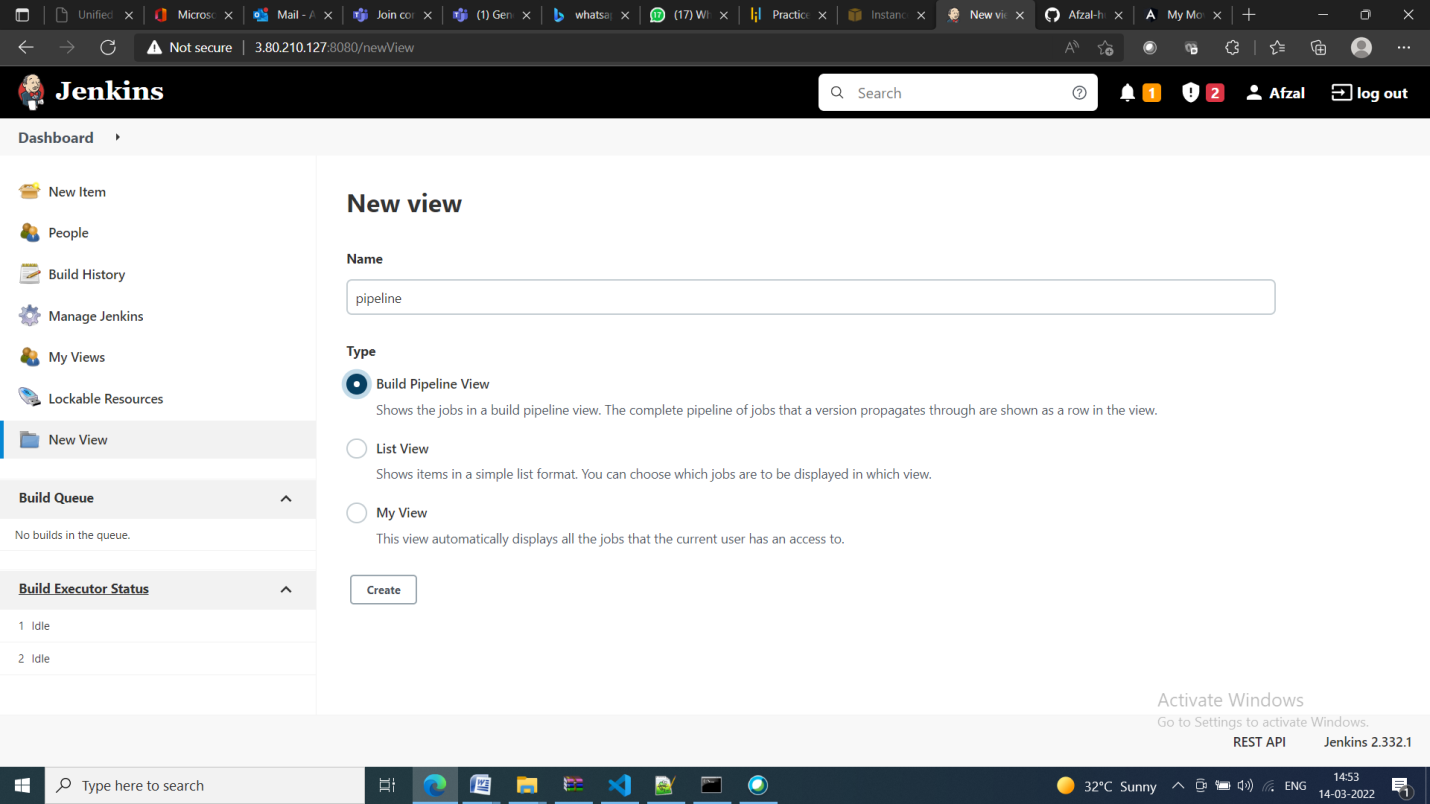 Unified
Microsc
Mail - A
Join cor
(1) Gen
whatsap
(17) Wh
Practice
Instance
New vie
Afzal-h
My Mo
Not secure 3.80.210.127:8080/newView
Jenkins
Search
1
2
Afzal
log out
Dashboard
New Item
People
Build History
Manage Jenkins
My Views
Lockable Resources
New View
Build Queue
No builds in the queue.
Build Executor Status
1 Idle
2 Idle
New view
Name
pipeline
Type
Build Pipeline View
Shows the jobs in a build pipeline view. The complete pipeline of jobs that a version propagates through are shown as a row in the view.
List View
Shows items in a simple list format. You can choose which jobs are to be displayed in which view.
My View
This view automatically displays all the jobs that the current user has an access to.
Create
Activate Windows
Go to Settings to activate Windows.
REST API Jenkins 2.332.1
Type here to search
32°C Sunny
ENG
14:53
14-03-2022
1